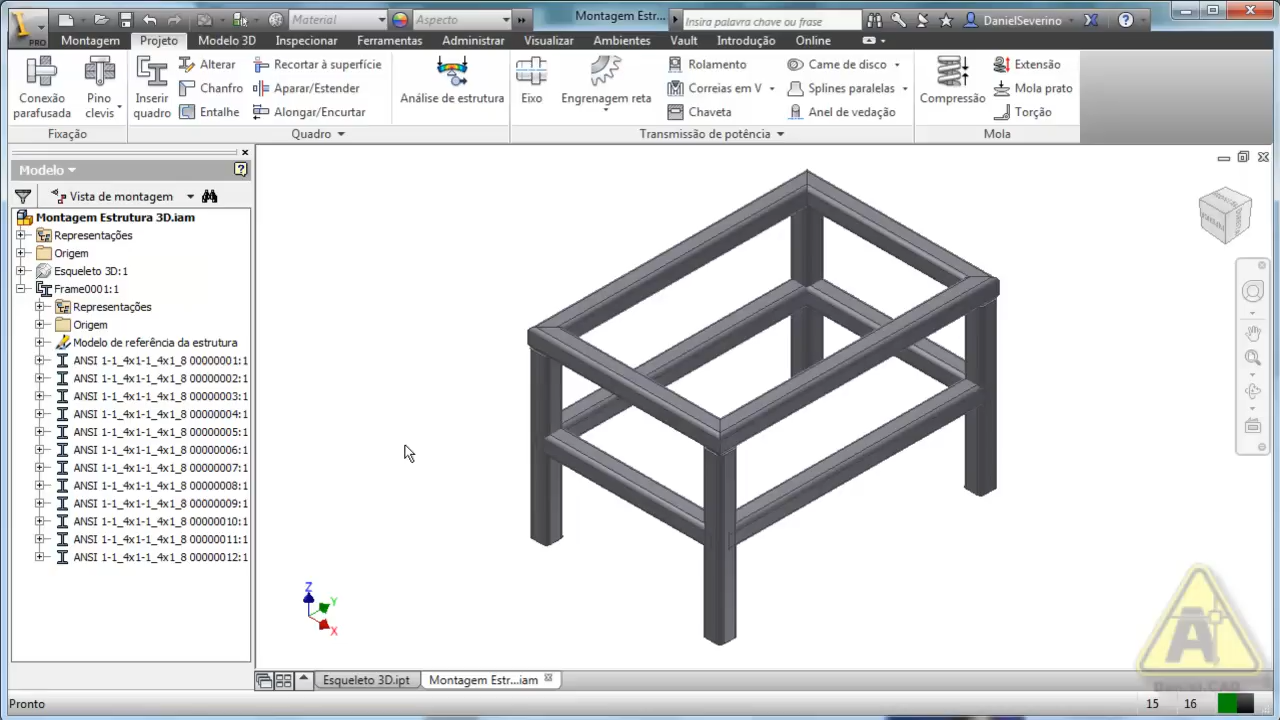 Material
Aspecto
Montagem Estr...
Insira palavra chave ou frase
DanielSeverino
PRO
Montagem
Projeto
Modelo 3D
Inspecionar
Ferramentas
Administrar
Visualizar
Ambientes
Vault
Introdução
Online
Conexão parafusada
Pino clevis
Inserir quadro
Alterar
Chanfro
Entalhe
Recortar à superfície
Aparar/Estender
Alongar/Encurtar
Análise de estrutura
Eixo
Engrenagem reta
Rolamento
Correias em V
Chaveta
Came de disco
Splines paralelas
Anel de vedação
Compressão
Extensão
Mola prato
Torção
Fixação
Quadro
Transmissão de potência
Mola
Modelo
Vista de montagem
Montagem Estrutura 3D.iam
Representações
Origem
Esqueleto 3D:1
Frame0001:1
Representações
Origem
Modelo de referência da estrutura
ANSI 1-1_4x1-1_4x1_8 00000001:1
ANSI 1-1_4x1-1_4x1_8 00000002:1
ANSI 1-1_4x1-1_4x1_8 00000003:1
ANSI 1-1_4x1-1_4x1_8 00000004:1
ANSI 1-1_4x1-1_4x1_8 00000005:1
ANSI 1-1_4x1-1_4x1_8 00000006:1
ANSI 1-1_4x1-1_4x1_8 00000007:1
ANSI 1-1_4x1-1_4x1_8 00000008:1
ANSI 1-1_4x1-1_4x1_8 00000009:1
ANSI 1-1_4x1-1_4x1_8 00000010:1
ANSI 1-1_4x1-1_4x1_8 00000011:1
ANSI 1-1_4x1-1_4x1_8 00000012:1
Z
Y
X
A
Esqueleto 3D.ipt
Montagem Estr...iam
Pronto
15
16